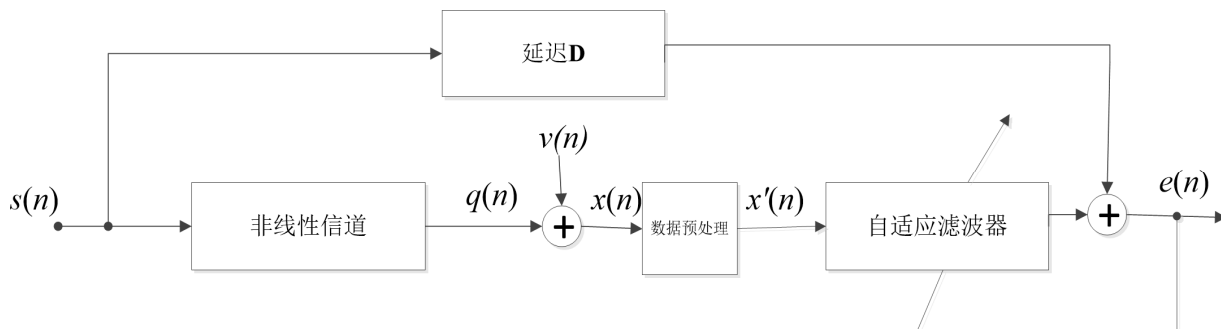 延迟D
v(n)
s(n)
非线性信道
q(n)
+
x(n)
数据预处理
x'(n)
自适应滤波器
+
e(n)